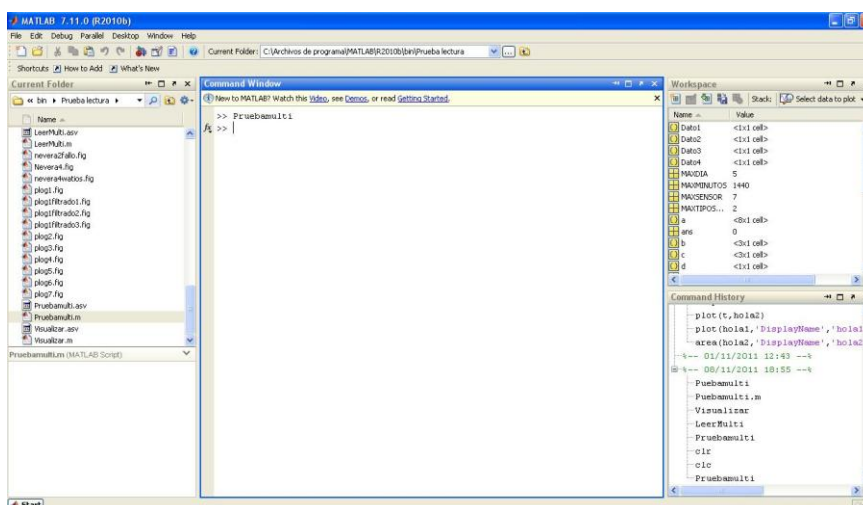 MATLAB 7.11.0 (R2010b)
File Edit Debug Parallel Desktop Window Help
Current Folder: C:\Archivos de programa\MATLAB\R2010b\bin\Prueba lectura
Shortcuts How to Add What's New
Current Folder
« bin Prueba lectura
Name
LeerMulti.asv
LeerMulti.m
nevera2fallo.fig
Nevera4.fig
nevera4watios.fig
plog1.fig
plog1filtrado1.fig
plog1filtrado2.fig
plog1filtrado3.fig
plog2.fig
plog3.fig
plog4.fig
plog5.fig
plog6.fig
plog7.fig
Pruebamulti.asv
Pruebamulti.m
Visualizar.asv
Visualizar.m
Pruebamulti.m (MATLAB Script)
Start
Command Window
New to MATLAB? Watch this Video, see Demos, or read Getting Started.
>> Pruebamulti
fx >>
Workspace
Stack: Select data to plot
Name Value
Dato1 <1x1 cell>
Dato2 <1x1 cell>
Dato3 <1x1 cell>
Dato4 <1x1 cell>
MAXDIA 5
MAXMINUTOS 1440
MAXSENSOR 7
MAXTIPOS... 2
a <8x1 cell>
ans 0
b <3x1 cell>
c <3x1 cell>
d <1x1 cell>
Command History
plot(t,hola2)
plot(hola1,'DisplayName','hola1
area(hola2,'DisplayName','hola2
%-- 01/11/2011 12:43 --%
%-- 08/11/2011 18:55 --%
Puebamulti
Puebamulti.m
Visualizar
LeerMulti
Pruebamulti
clr
clc
Pruebamulti